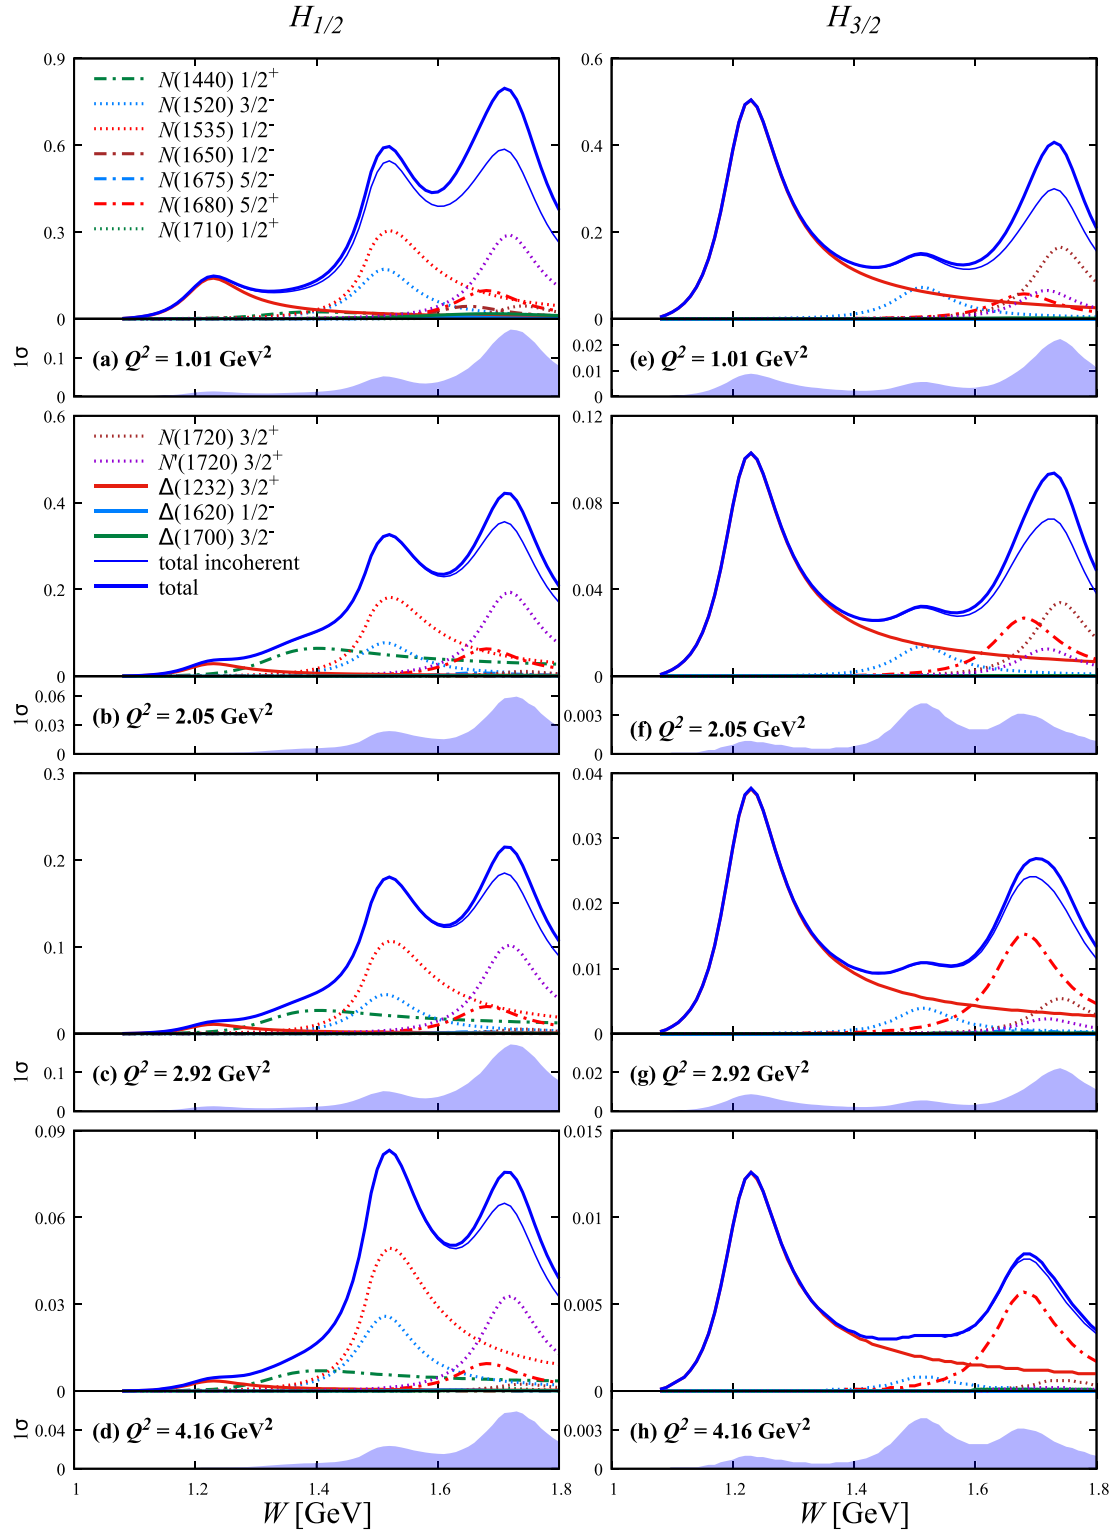 H1/2
H3/2
0.9
0.6
0.3
0
N(1440) 1/2+
N(1520) 3/2-
N(1535) 1/2-
N(1650) 1/2-
N(1675) 5/2-
N(1680) 5/2+
N(1710) 1/2+
0.6
0.4
0.2
0
1σ
0.1
0
(a) Q2 = 1.01 GeV2
0.02
0.01
0
(e) Q2 = 1.01 GeV2
0.6
0.4
0.2
0
N(1720) 3/2+
N'(1720) 3/2+
Δ(1232) 3/2+
Δ(1620) 1/2-
Δ(1700) 3/2-
total incoherent
total
0.12
0.08
0.04
0
1σ
0.06
0.03
0
(b) Q2 = 2.05 GeV2
0.003
0
(f) Q2 = 2.05 GeV2
0.3
0.2
0.1
0
0.04
0.03
0.02
0.01
0
1σ
0.1
0
(c) Q2 = 2.92 GeV2
0.02
0
(g) Q2 = 2.92 GeV2
0.09
0.06
0.03
0
0.015
0.01
0.005
0
1σ
0.04
0
(d) Q2 = 4.16 GeV2
0.003
0
(h) Q2 = 4.16 GeV2
1 1.2 1.4 1.6 1.8
1 1.2 1.4 1.6 1.8
W [GeV]
W [GeV]